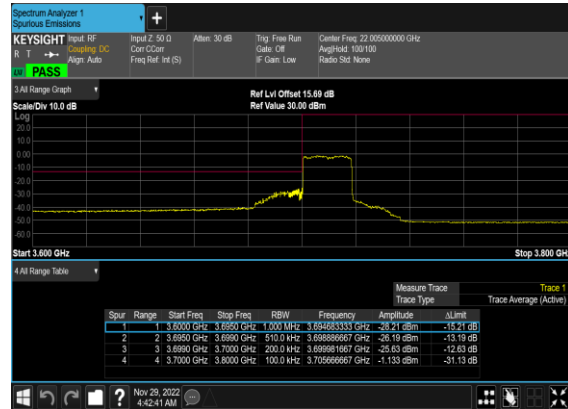 Spectrum Analyzer 1
Spurious Emissions
+
KEYSIGHT Input: RF Input Z: 50 Ω Atten: 30 dB Trig: Free Run Center Freq: 22.005000000 GHz
R T Coupling: DC Corr CCorr Gate: Off Avg|Hold: 100/100
Align: Auto Freq Ref: Int (S) IF Gain: Low Radio Std: None
LW PASS
3 All Range Graph
Ref Lvl Offset 15.69 dB
Scale/Div 10.0 dB Ref Value 30.00 dBm
Log
20.0
10.0
0.00
-10.0
-20.0
-30.0
-40.0
-50.0
-60.0
Start 3.600 GHz Stop 3.800 GHz
4 All Range Table
Measure Trace Trace 1
Trace Type Trace Average (Active)
Spur Range Start Freq Stop Freq RBW Frequency Amplitude ΔLimit
1 1 3.6000 GHz 3.6950 GHz 1.000 MHz 3.694683333 GHz -28.21 dBm -15.21 dB
2 2 3.6950 GHz 3.6990 GHz 510.0 kHz 3.698886667 GHz -26.19 dBm -13.19 dB
3 3 3.6990 GHz 3.7000 GHz 200.0 kHz 3.699981667 GHz -25.63 dBm -12.63 dB
4 4 3.7000 GHz 3.8000 GHz 100.0 kHz 3.705666667 GHz -1.133 dBm -31.13 dB
? Nov 29, 2022
4:42:41 AM